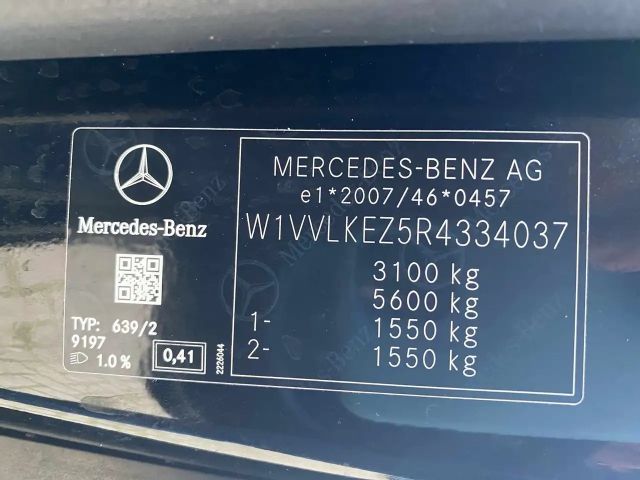 Mercedes-Benz
TYP: 639/2
9197
1.0 %
0,41
2226044
MERCEDES-BENZ AG
e1*2007/46*0457
W1VVLKEZ5R4334037
3100 kg
5600 kg
1- 1550 kg
2- 1550 kg